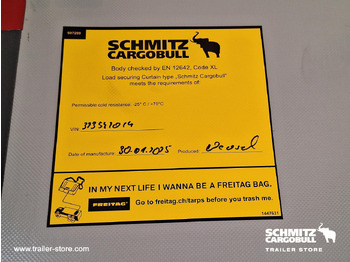 997299
SCHMITZ
CARGOBULL
Body checked by EN 12642, Code XL
Load securing Curtain type „Schmitz Cargobull"
meets the requirements of:
Permissible cold resistance: -25° C / +70°C
VIN:
Date of manufacture: 30.01.2025 Produced:
IN MY NEXT LIFE I WANNA BE A FREITAG BAG.
FREITAG Go to freitag.ch/tarps before you trash me.
1447631
www.trailer-store.com
SCHMITZ
CARGOBULL
TRAILER STORE